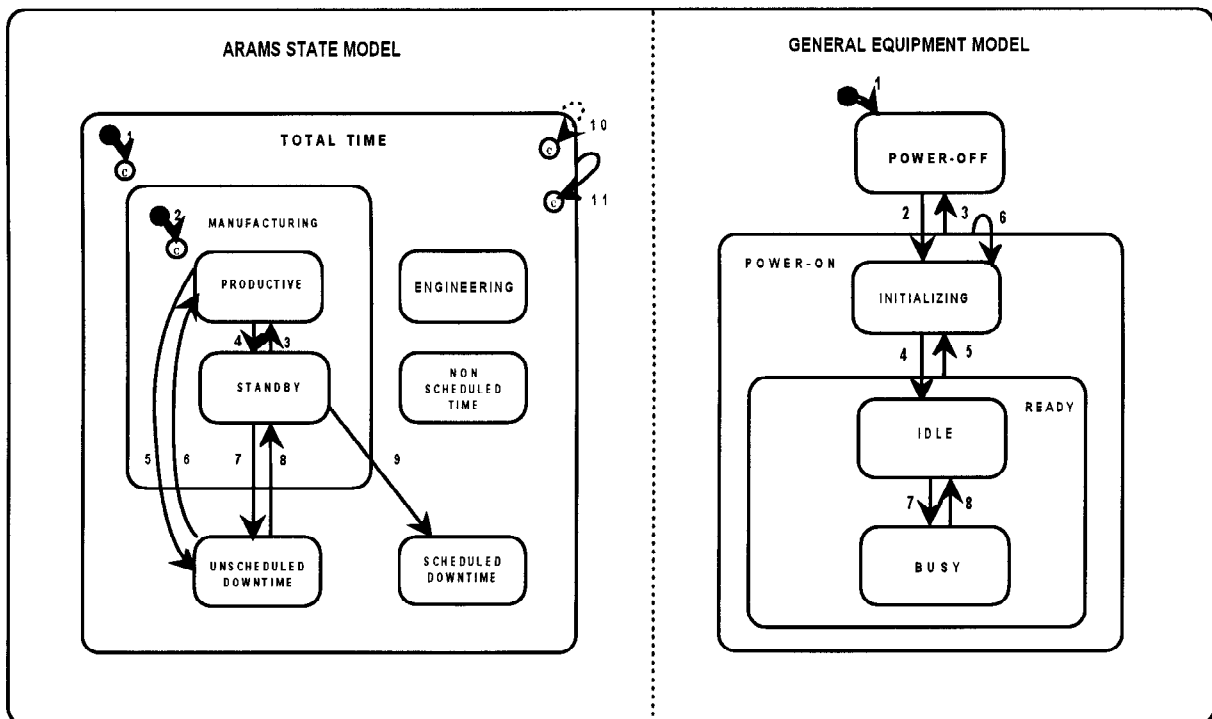 ARAMS STATE MODEL
TOTAL TIME
1
c
10
c
11
c
MANUFACTURING
2
c
PRODUCTIVE
ENGINEERING
4
3
STANDBY
NON
SCHEDULED
TIME
5
6
7
8
9
UNSCHEDULED
DOWNTIME
SCHEDULED
DOWNTIME
GENERAL EQUIPMENT MODEL
1
POWER-OFF
2
3
6
POWER-ON
INITIALIZING
4
5
READY
IDLE
7
8
BUSY